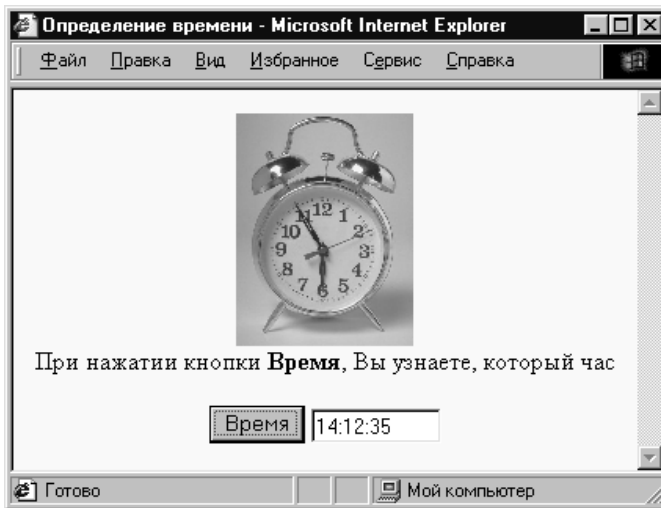 Определение времени - Microsoft Internet Explorer
Файл Правка Вид Избранное Сервис Справка
12
11 1
10 2
9 3
8 4
7 5
6
При нажатии кнопки Время, Вы узнаете, который час
Время 14:12:35
Готово Мой компьютер